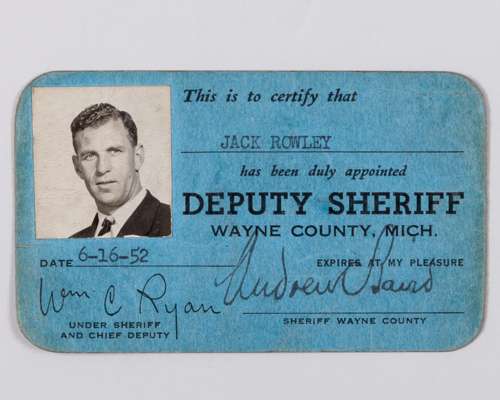 This is to certify that
JACK ROWLEY
has been duly appointed
DEPUTY SHERIFF
WAYNE COUNTY, MICH.
DATE 6-16-52
EXPIRES AT MY PLEASURE
Wm C Ryan
Andrew Baird
UNDER SHERIFF
AND CHIEF DEPUTY
SHERIFF WAYNE COUNTY